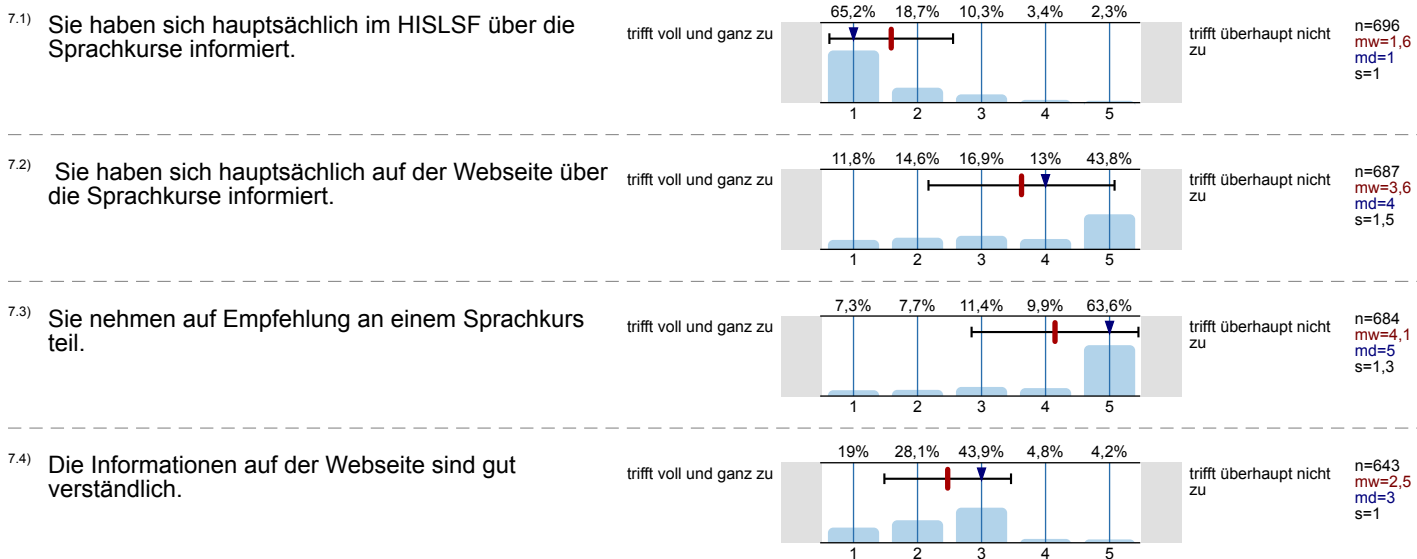 7.1) Sie haben sich hauptsächlich im HISLSF über die
Sprachkurse informiert.
trifft voll und ganz zu
65,2% 18,7% 10,3% 3,4% 2,3%
1 2 3 4 5
trifft überhaupt nicht
zu
n=696
mw=1,6
md=1
s=1
7.2) Sie haben sich hauptsächlich auf der Webseite über
die Sprachkurse informiert.
trifft voll und ganz zu
11,8% 14,6% 16,9% 13% 43,8%
1 2 3 4 5
trifft überhaupt nicht
zu
n=687
mw=3,6
md=4
s=1,5
7.3) Sie nehmen auf Empfehlung an einem Sprachkurs
teil.
trifft voll und ganz zu
7,3% 7,7% 11,4% 9,9% 63,6%
1 2 3 4 5
trifft überhaupt nicht
zu
n=684
mw=4,1
md=5
s=1,3
7.4) Die Informationen auf der Webseite sind gut
verständlich.
trifft voll und ganz zu
19% 28,1% 43,9% 4,8% 4,2%
1 2 3 4 5
trifft überhaupt nicht
zu
n=643
mw=2,5
md=3
s=1